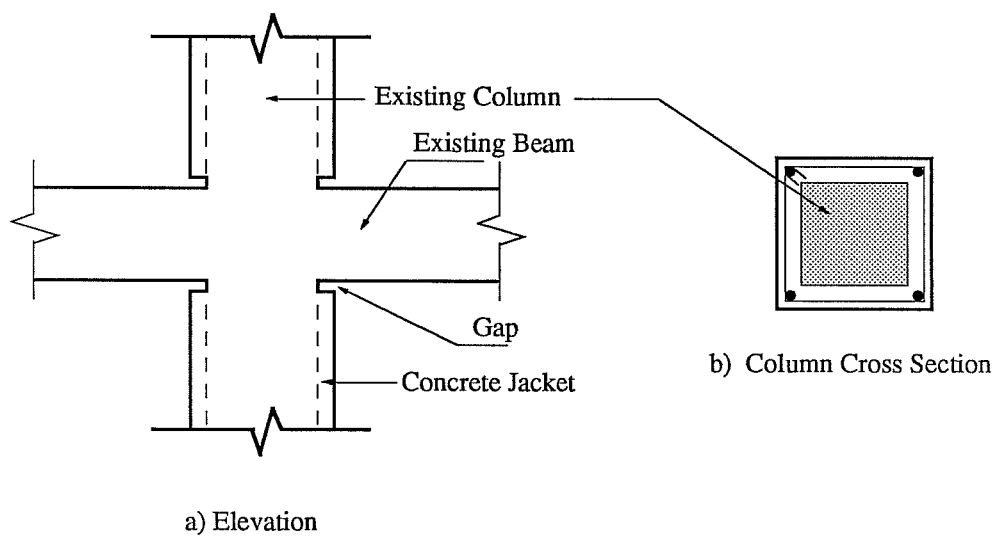 Existing Column
Existing Beam
Gap
Concrete Jacket
b) Column Cross Section
a) Elevation